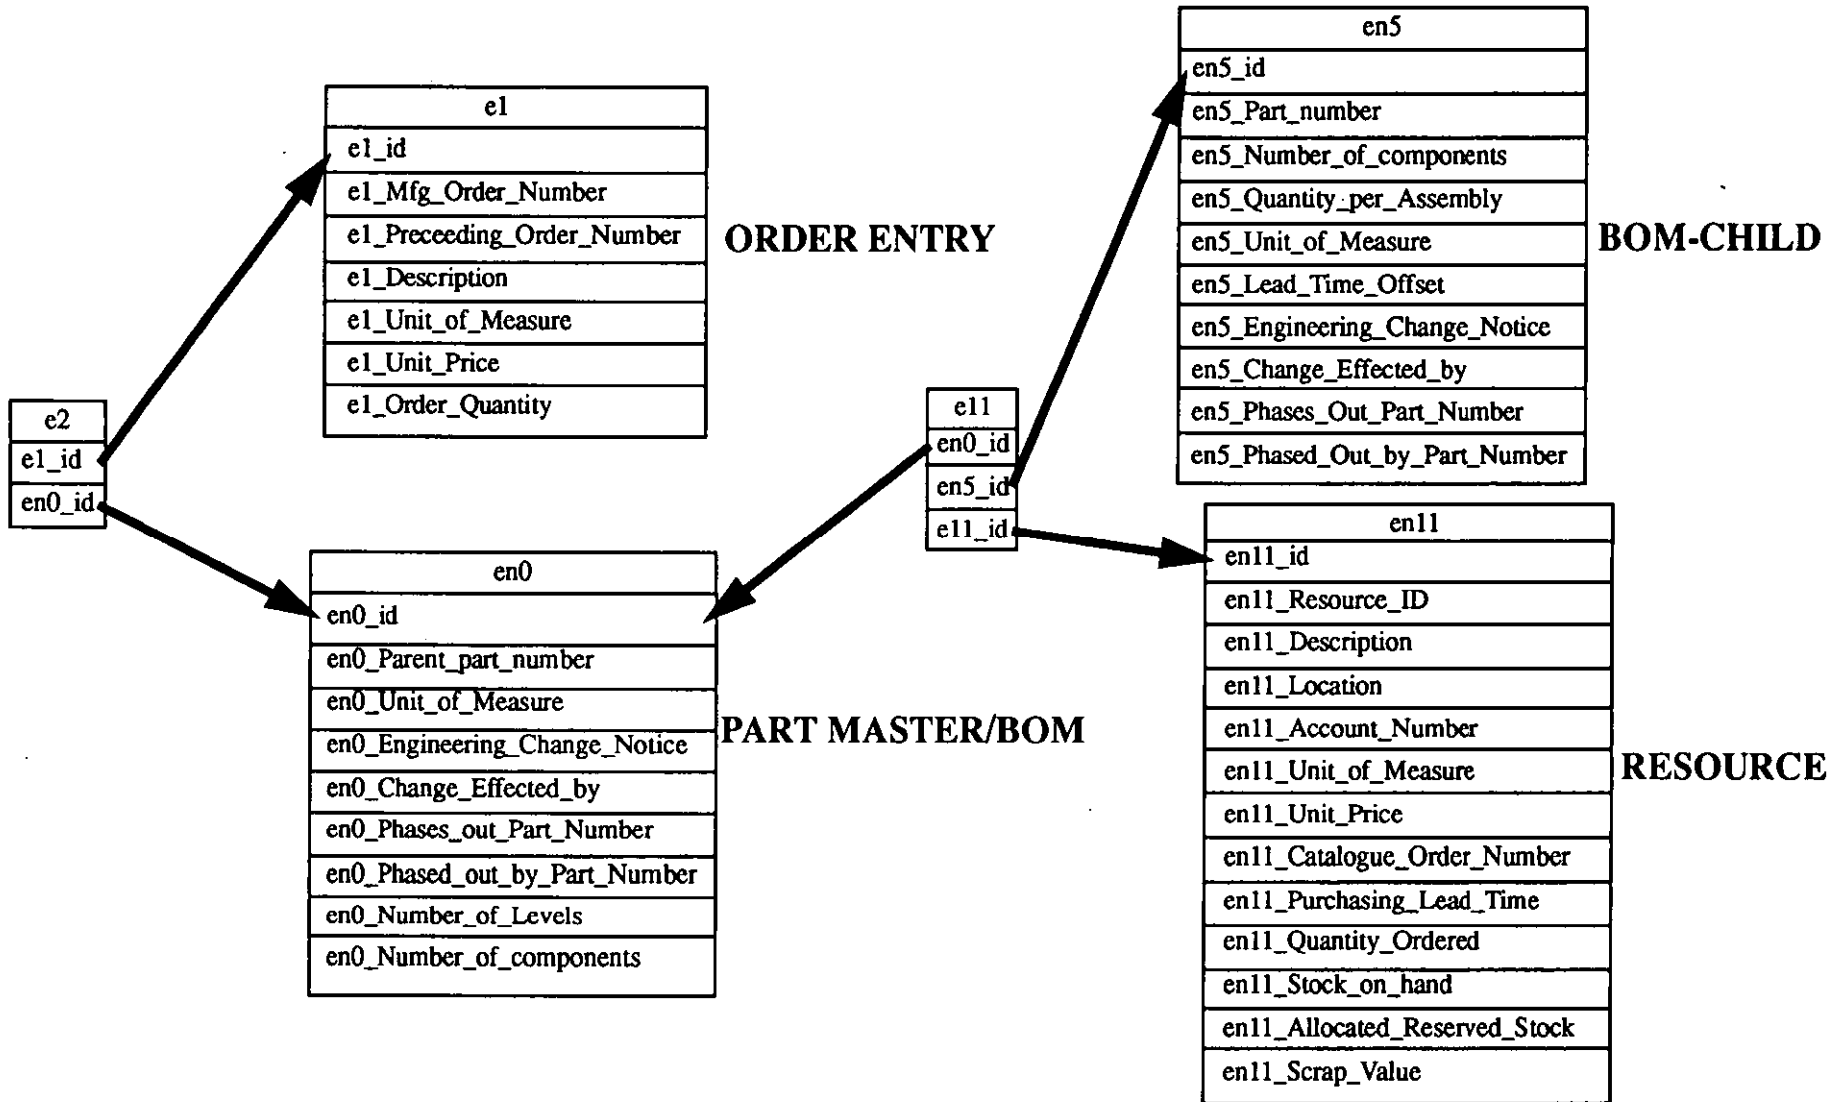 e1
e1_id
e1_Mfg_Order_Number
e1_Preceeding_Order_Number
e1_Description
e1_Unit_of_Measure
e1_Unit_Price
e1_Order_Quantity
ORDER ENTRY
e2
e1_id
en0_id
en0
en0_id
en0_Parent_part_number
en0_Unit_of_Measure
en0_Engineering_Change_Notice
en0_Change_Effected_by
en0_Phases_out_Part_Number
en0_Phased_out_by_Part_Number
en0_Number_of_Levels
en0_Number_of_components
PART MASTER/BOM
e11
en0_id
en5_id
e11_id
en5
en5_id
en5_Part_number
en5_Number_of_components
en5_Quantity_per_Assembly
en5_Unit_of_Measure
en5_Lead_Time_Offset
en5_Engineering_Change_Notice
en5_Change_Effected_by
en5_Phases_Out_Part_Number
en5_Phased_Out_by_Part_Number
BOM-CHILD
en11
en11_id
en11_Resource_ID
en11_Description
en11_Location
en11_Account_Number
en11_Unit_of_Measure
en11_Unit_Price
en11_Catalogue_Order_Number
en11_Purchasing_Lead_Time
en11_Quantity_Ordered
en11_Stock_on_hand
en11_Allocated_Reserved_Stock
en11_Scrap_Value
RESOURCE